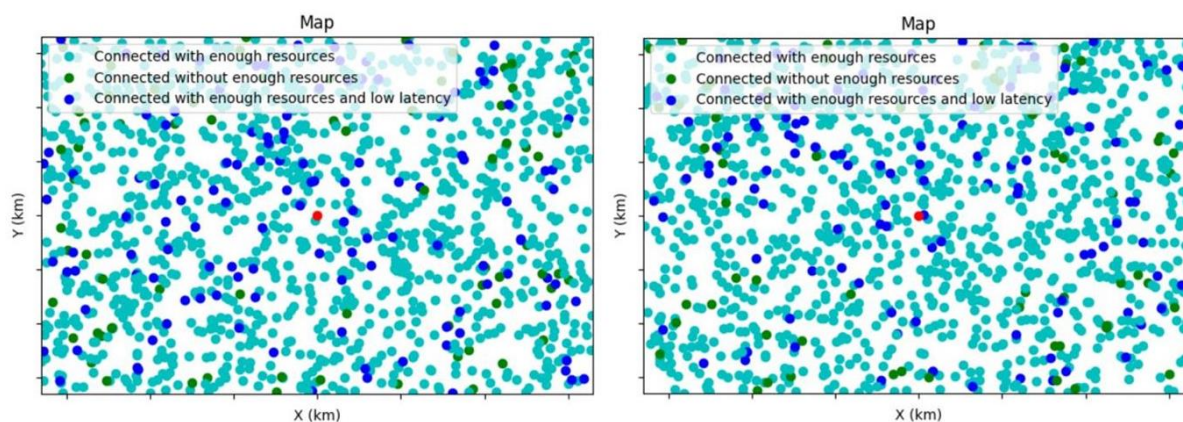 Map
Connected with enough resources
Connected without enough resources
Connected with enough resources and low latency
Y (km)
X (km)
Map
Connected with enough resources
Connected without enough resources
Connected with enough resources and low latency
Y (km)
X (km)